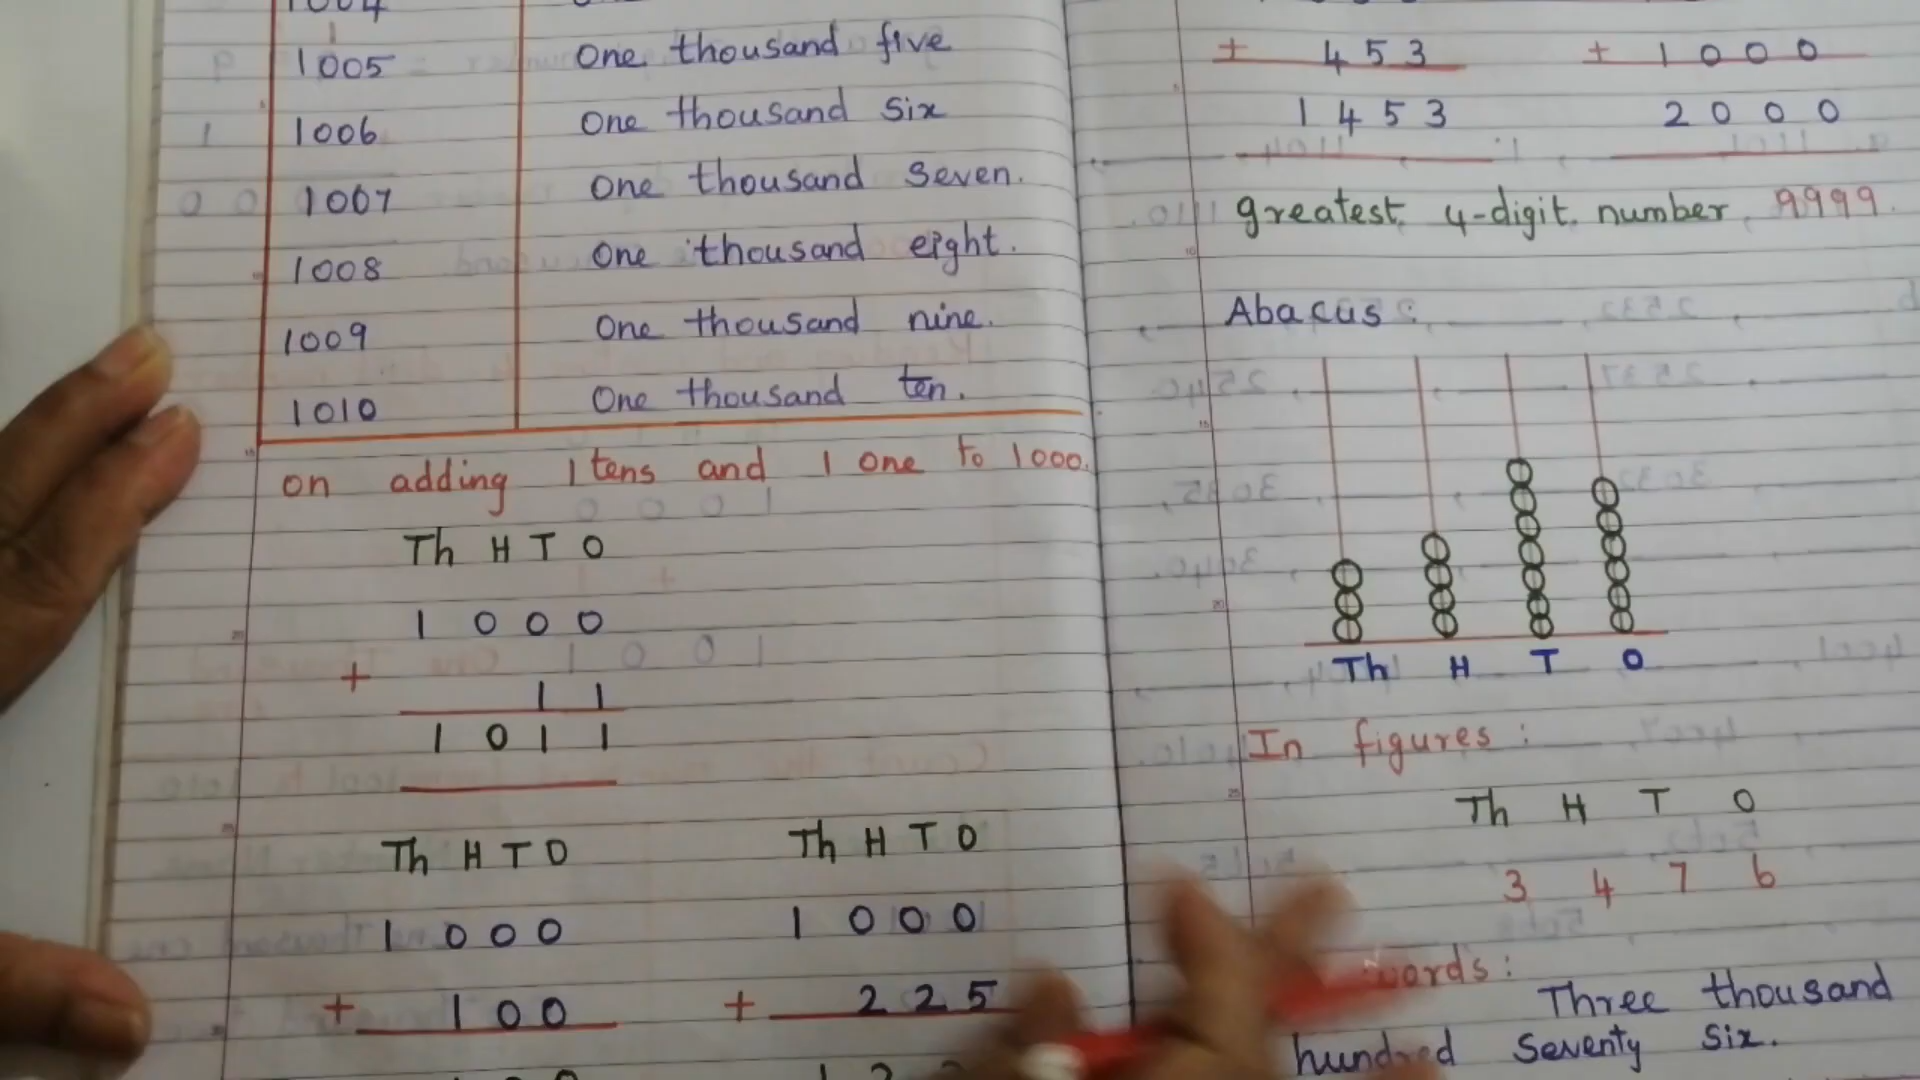 1004
1005 One thousand five
1006 One thousand Six
1007 One thousand Seven.
1008 One thousand eight.
1009 One thousand nine.
1010 One thousand ten.
on adding 1 tens and 1 one to 1000.
Th H T O
1 0 0 0
+ 1 1
1 0 1 1
Th H T O
1 0 0 0
+ 1 0 0
Th H T O
1 0 0 0
+ 2 2 5
+ 4 5 3
1 4 5 3
+ 1 0 0 0
2 0 0 0
greatest 4-digit number 9999.
Abacus :
Th H T O
In figures :
Th H T O
3 4 7 6
words :
Three thousand
hundred Seventy Six.